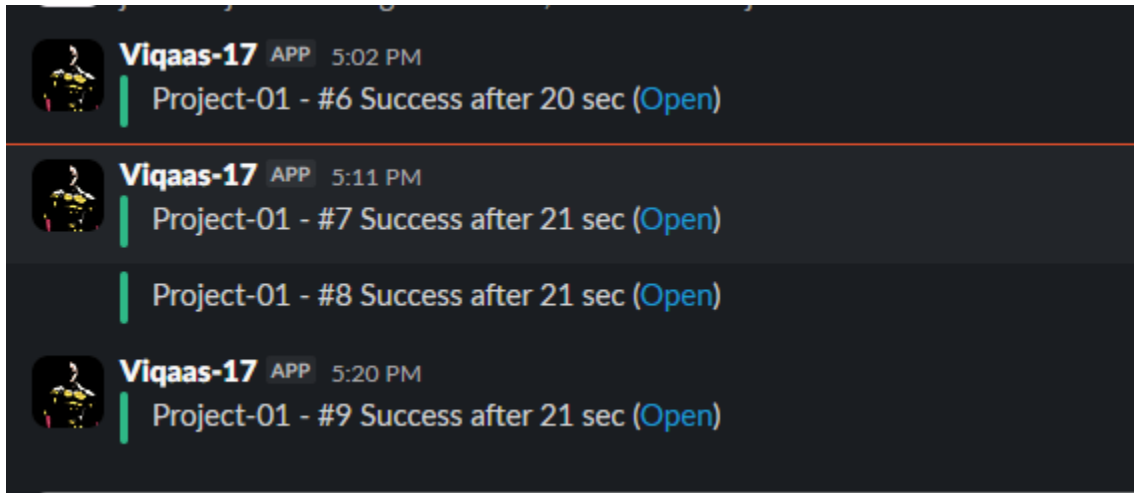 Viqaas-17 APP 5:02 PM
Project-01 - #6 Success after 20 sec (Open)
Viqaas-17 APP 5:11 PM
Project-01 - #7 Success after 21 sec (Open)
Project-01 - #8 Success after 21 sec (Open)
Viqaas-17 APP 5:20 PM
Project-01 - #9 Success after 21 sec (Open)